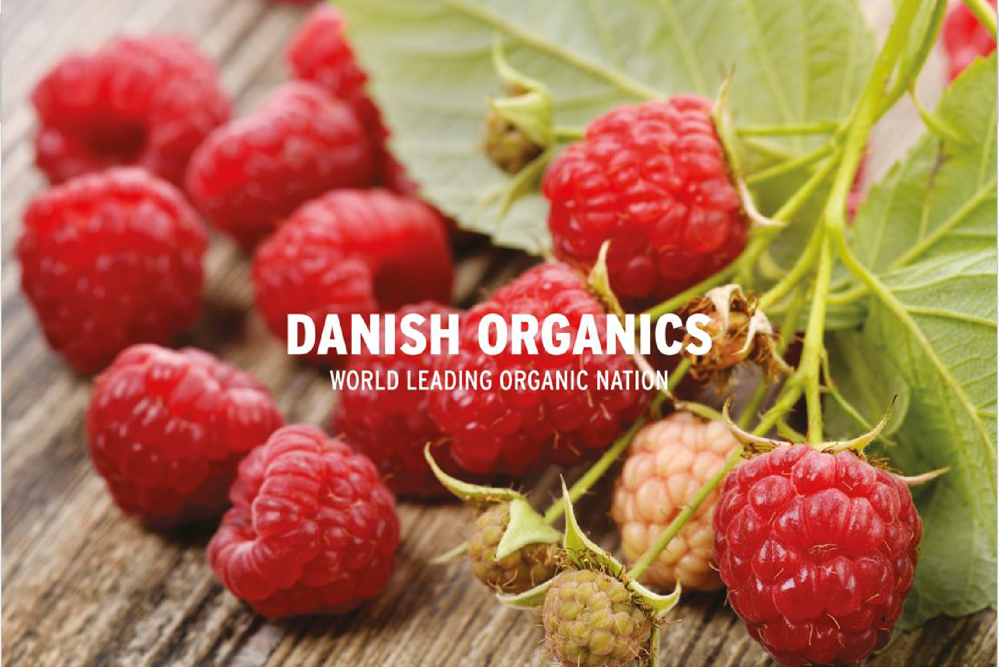 DANISH ORGANICS
WORLD LEADING ORGANIC NATION